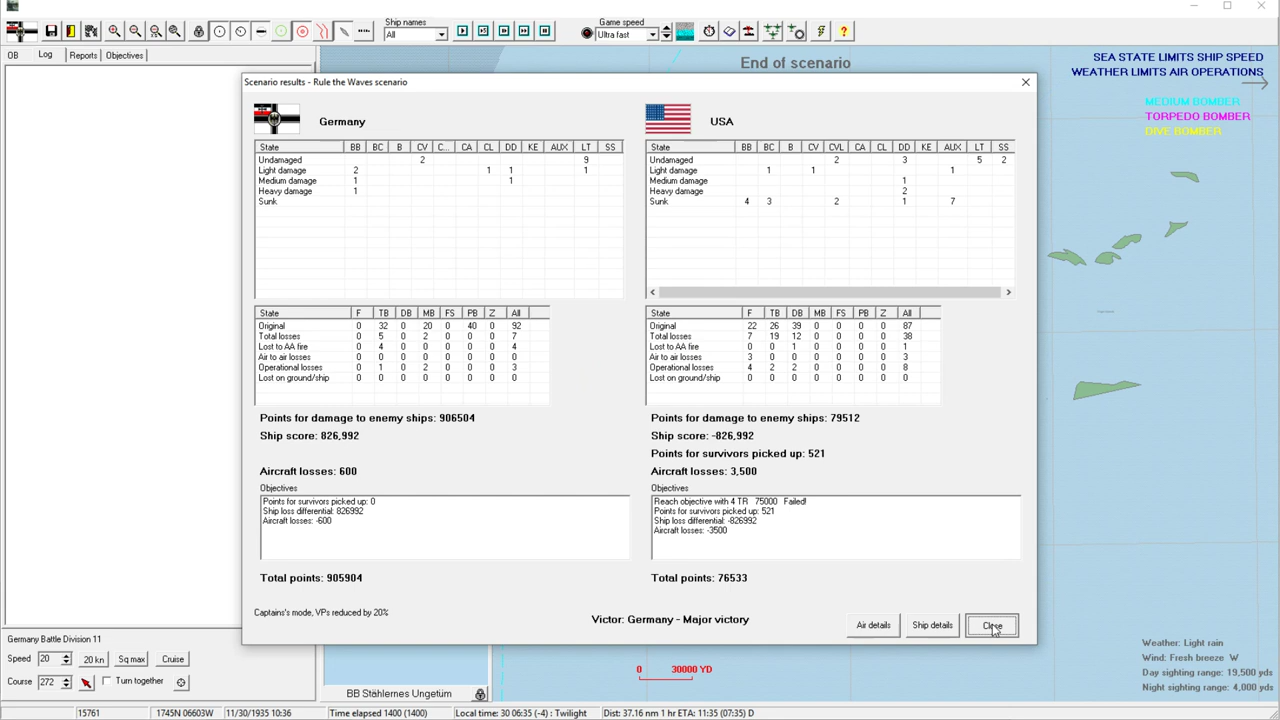 Ship names
Game speed
All
Ultra fast
OB Log Reports Objectives
End of scenario
SEA STATE LIMITS SHIP SPEED
WEATHER LIMITS AIR OPERATIONS
MEDIUM BOMBER
TORPEDO BOMBER
DIVE BOMBER
Scenario results - Rule the Waves scenario
Germany
State BB BC B CV C... CA CL DD KE AUX LT SS
Undamaged 2 9
Light damage 2 1 1 1
Medium damage 1 1
Heavy damage 1
Sunk
State F TB DB MB FS PB Z All
Original 0 32 0 20 0 40 0 92
Total losses 0 5 0 2 0 0 0 7
Lost to AA fire 0 4 0 0 0 0 0 4
Air to air losses 0 0 0 0 0 0 0 0
Operational losses 0 1 0 2 0 0 0 3
Lost on ground/ship 0 0 0 0 0 0 0 0
Points for damage to enemy ships: 906504
Ship score: 826,992
Aircraft losses: 600
Objectives
Points for survivors picked up: 0
Ship loss differential: 826992
Aircraft losses: -600
Total points: 905904
USA
State BB BC B CV CVL CA CL DD KE AUX LT SS
Undamaged 2 3 5 2
Light damage 1 1 1
Medium damage 1
Heavy damage 2
Sunk 4 3 2 1 7
State F TB DB MB FS PB Z All
Original 22 26 39 0 0 0 0 87
Total losses 7 19 12 0 0 0 0 38
Lost to AA fire 0 0 1 0 0 0 0 1
Air to air losses 3 0 0 0 0 0 0 3
Operational losses 4 2 2 0 0 0 0 8
Lost on ground/ship 0 0 0 0 0 0 0 0
Points for damage to enemy ships: 79512
Ship score: -826,992
Points for survivors picked up: 521
Aircraft losses: 3,500
Objectives
Reach objective with 4 TR 75000 Failed!
Points for survivors picked up: 521
Ship loss differential: -826992
Aircraft losses: -3500
Total points: 76533
Captains's mode, VPs reduced by 20%
Victor: Germany - Major victory
Air details Ship details Close
Germany Battle Division 11
Speed 20 20 kn Sq max Cruise
Course 272 Turn together
BB Stählernes Ungetüm
0 30000 YD
Weather: Light rain
Wind: Fresh breeze W
Day sighting range: 19,500 yds
Night sighting range: 4,000 yds
15761 1745N 06603W 11/30/1935 10:36 Time elapsed 1400 (1400) Local time: 30 06:35 (-4) : Twilight Dist: 37.16 nm 1 hr ETA: 11:35 (07:35) D